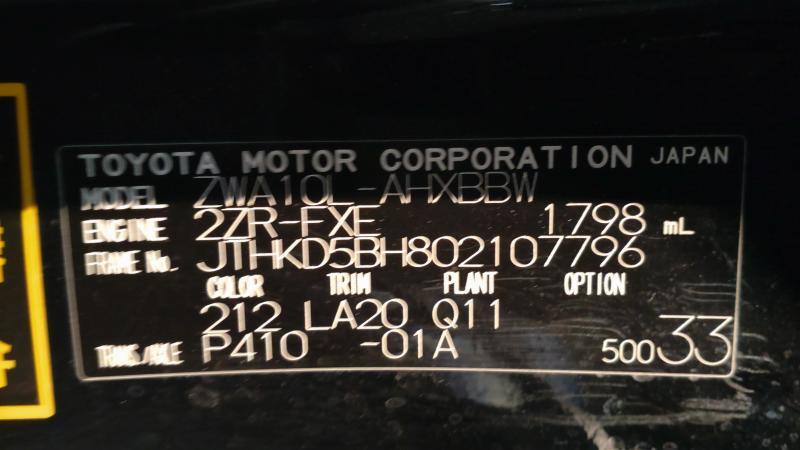 TOYOTA MOTOR CORPORATION JAPAN
MODEL ZWA10L-AHXBBW
ENGINE 2ZR-FXE 1798 mL
FRAME No. JTHKD5BH802107796
COLOR TRIM PLANT OPTION
212 LA20 Q11
TRANS./AXLE P410 -01A 500 33